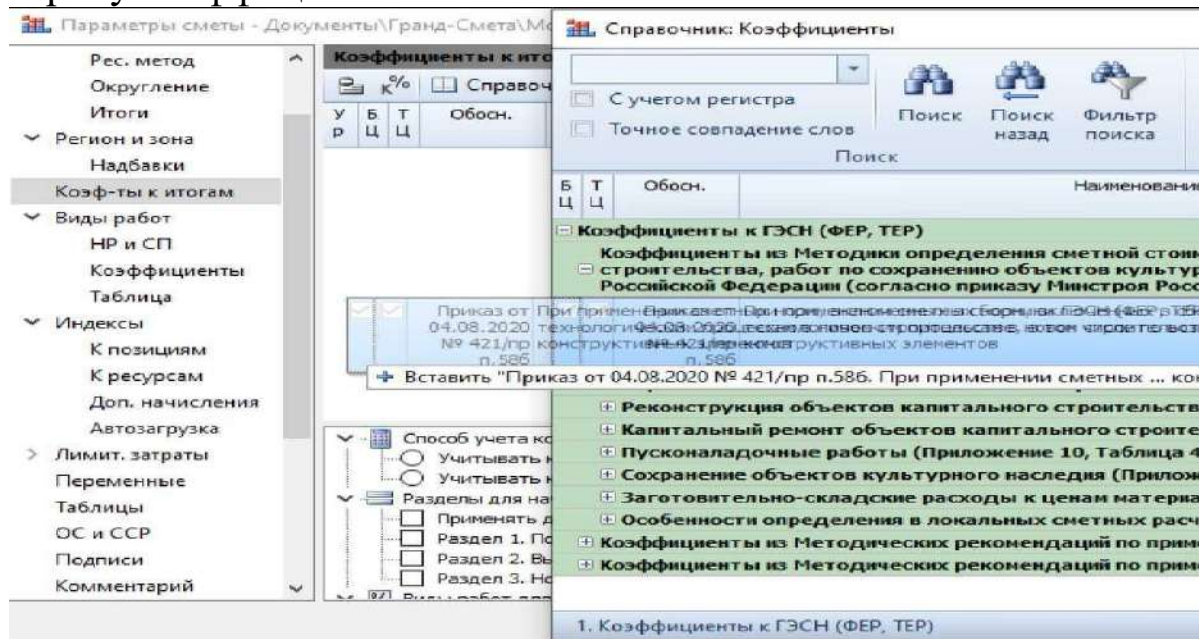 Параметры сметы - Документы\Гранд-Смета\Мо
Рес. метод
Округление
Итоги
Регион и зона
Надбавки
Коэф-ты к итогам
Виды работ
НР и СП
Коэффициенты
Таблица
Индексы
К позициям
К ресурсам
Доп. начисления
Автозагрузка
Лимит. затраты
Переменные
Таблицы
ОС и ССР
Подписи
Комментарий
Коэффициенты к ито
К% Справоч
У р
Б Ц
Т Ц
Обосн.
Приказ от
04.08.2020
№ 421/пр
п.58б
Вставить "Приказ от 04.08.2020 № 421/пр п.58б. При применении сметных ... кон
Способ учета ко
Учитывать к
Учитывать н
Разделы для на
Применять д
Раздел 1. По
Раздел 2. Вы
Раздел 3. Но
Справочник: Коэффициенты
С учетом регистра
Точное совпадение слов
Поиск
Поиск назад
Фильтр поиска
Поиск
Б Ц
Т Ц
Обосн.
Наименовани
Коэффициенты к ГЭСН (ФЕР, ТЕР)
Коэффициенты из Методики определения сметной стоим
строительства, работ по сохранению объектов культур
Российской Федерации (согласно приказу Минстроя Росс
Реконструкция объектов капитального строительств
Капитальный ремонт объектов капитального строите
Пусконаладочные работы (Приложение 10, Таблица 4
Сохранение объектов культурного наследия (Прилож
Заготовительно-складские расходы к ценам материа
Особенности определения в локальных сметных расч
Коэффициенты из Методических рекомендаций по приме
Коэффициенты из Методических рекомендаций по приме
1. Коэффициенты к ГЭСН (ФЕР, ТЕР)